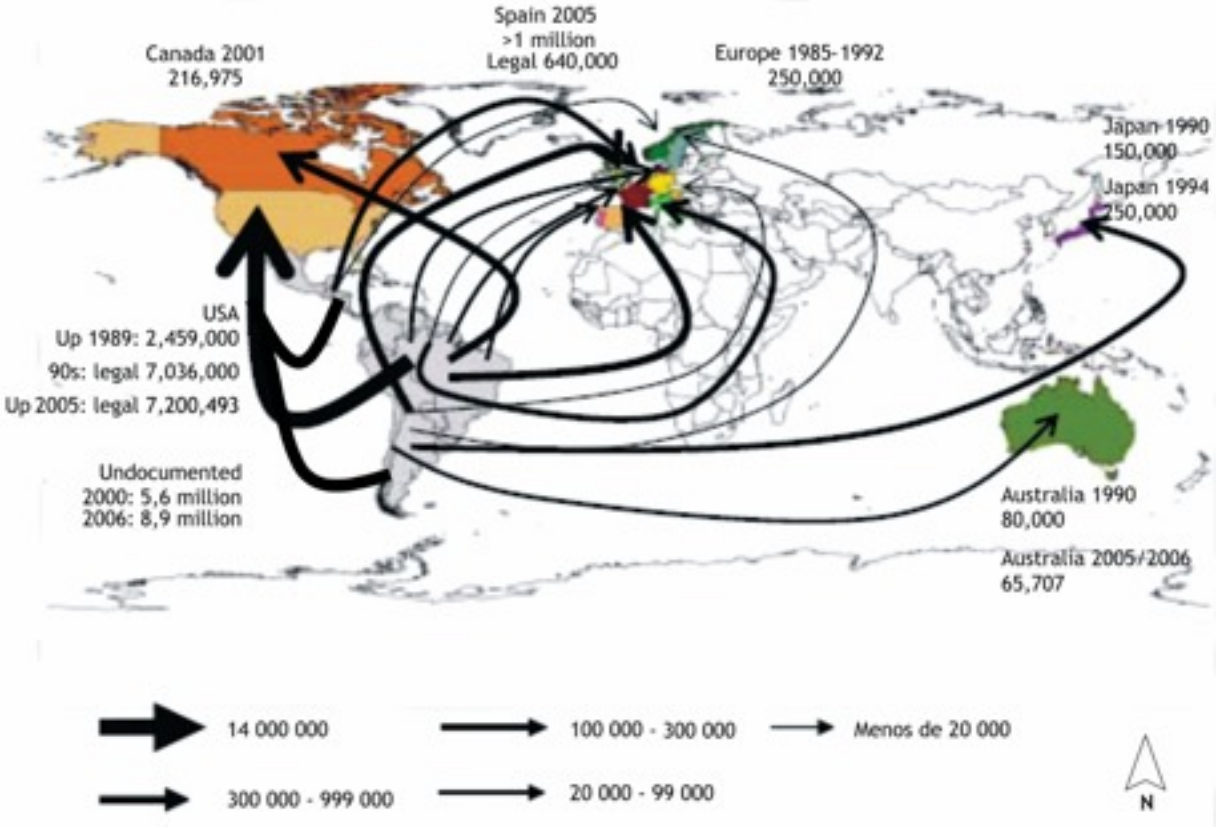 Spain 2005
>1 million
Legal 640,000
Canada 2001
216,975
Europe 1985-1992
250,000
Japan-1990
150,000
Japan 1994
250,000
USA
Up 1989: 2,459,000
90s: legal 7,036,000
Up 2005: legal 7,200,493
Undocumented
2000: 5,6 million
2006: 8,9 million
Australia 1990
80,000
Australia 2005/2006
65,707
14 000 000
100 000 - 300 000
Menos de 20 000
300 000 - 999 000
20 000 - 99 000
N